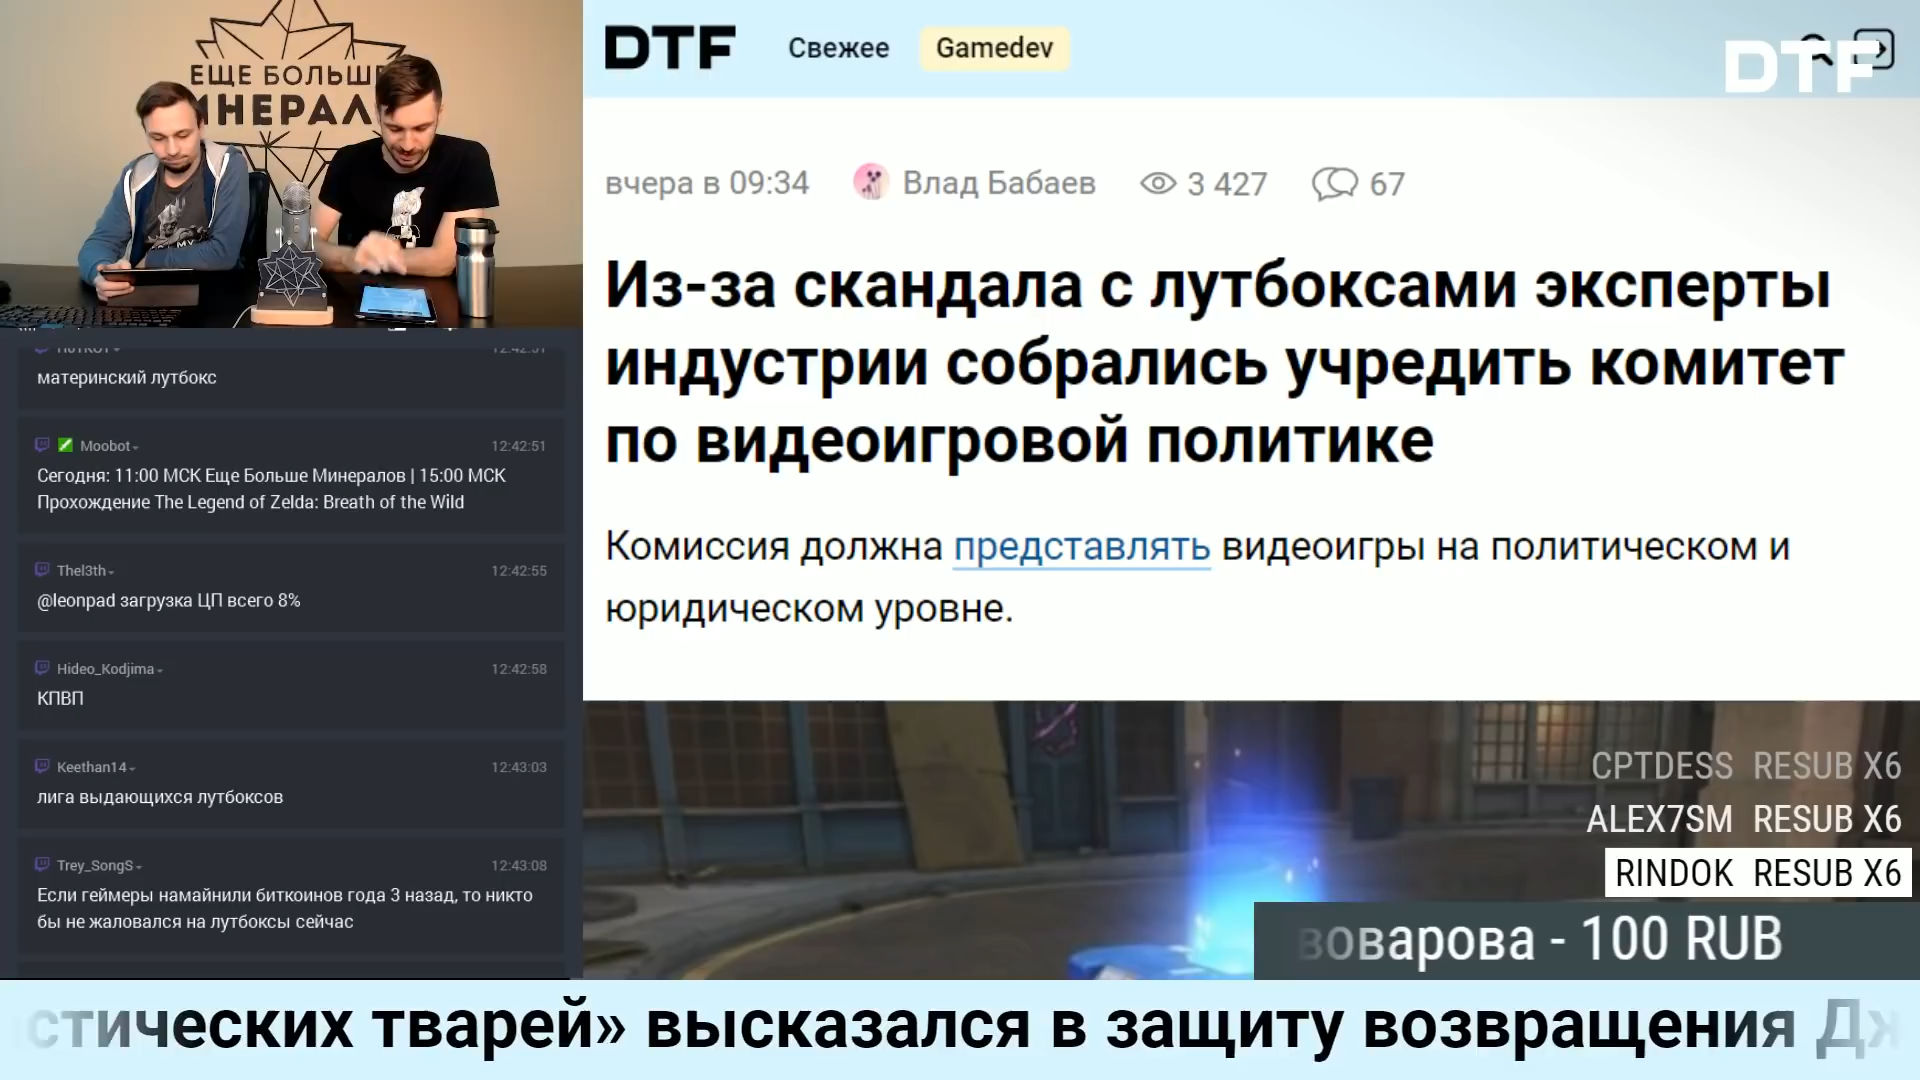 ЕЩЕ БОЛЬШЕ
МИНЕРАЛ
материнский лутбокс
Moobot
12:42:51
Сегодня: 11:00 МСК Еще Больше Минералов | 15:00 МСК
Прохождение The Legend of Zelda: Breath of the Wild
Thel3th
12:42:55
@leonpad загрузка ЦП всего 8%
Hideo_Kodjima
12:42:58
КПВП
Keethan14
12:43:03
лига выдающихся лутбоксов
Trey_SongS
12:43:08
Если геймеры намайнили биткоинов года 3 назад, то никто
бы не жаловался на лутбоксы сейчас
DTF Свежее Gamedev
DTF
вчера в 09:34 Влад Бабаев 3 427 67
Из-за скандала с лутбоксами эксперты
индустрии собрались учредить комитет
по видеоигровой политике
Комиссия должна представлять видеоигры на политическом и
юридическом уровне.
CPTDESS RESUB X6
ALEX7SM RESUB X6
RINDOK RESUB X6
воварова - 100 RUB
стических тварей» высказался в защиту возвращения Дж